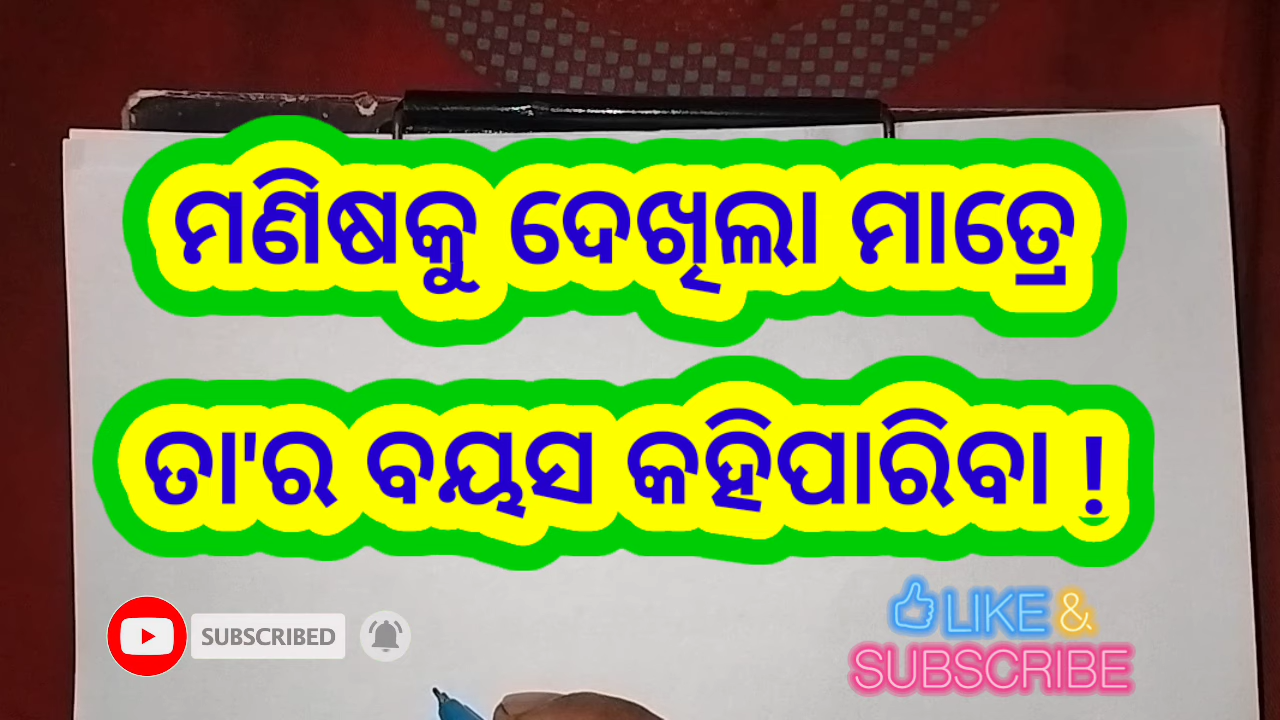 ମଣିଷକୁ ଦେଖିଲା ମାତ୍ରେ
ତା'ର ବୟସ କହିପାରିବା !
SUBSCRIBED
LIKE &
SUBSCRIBE